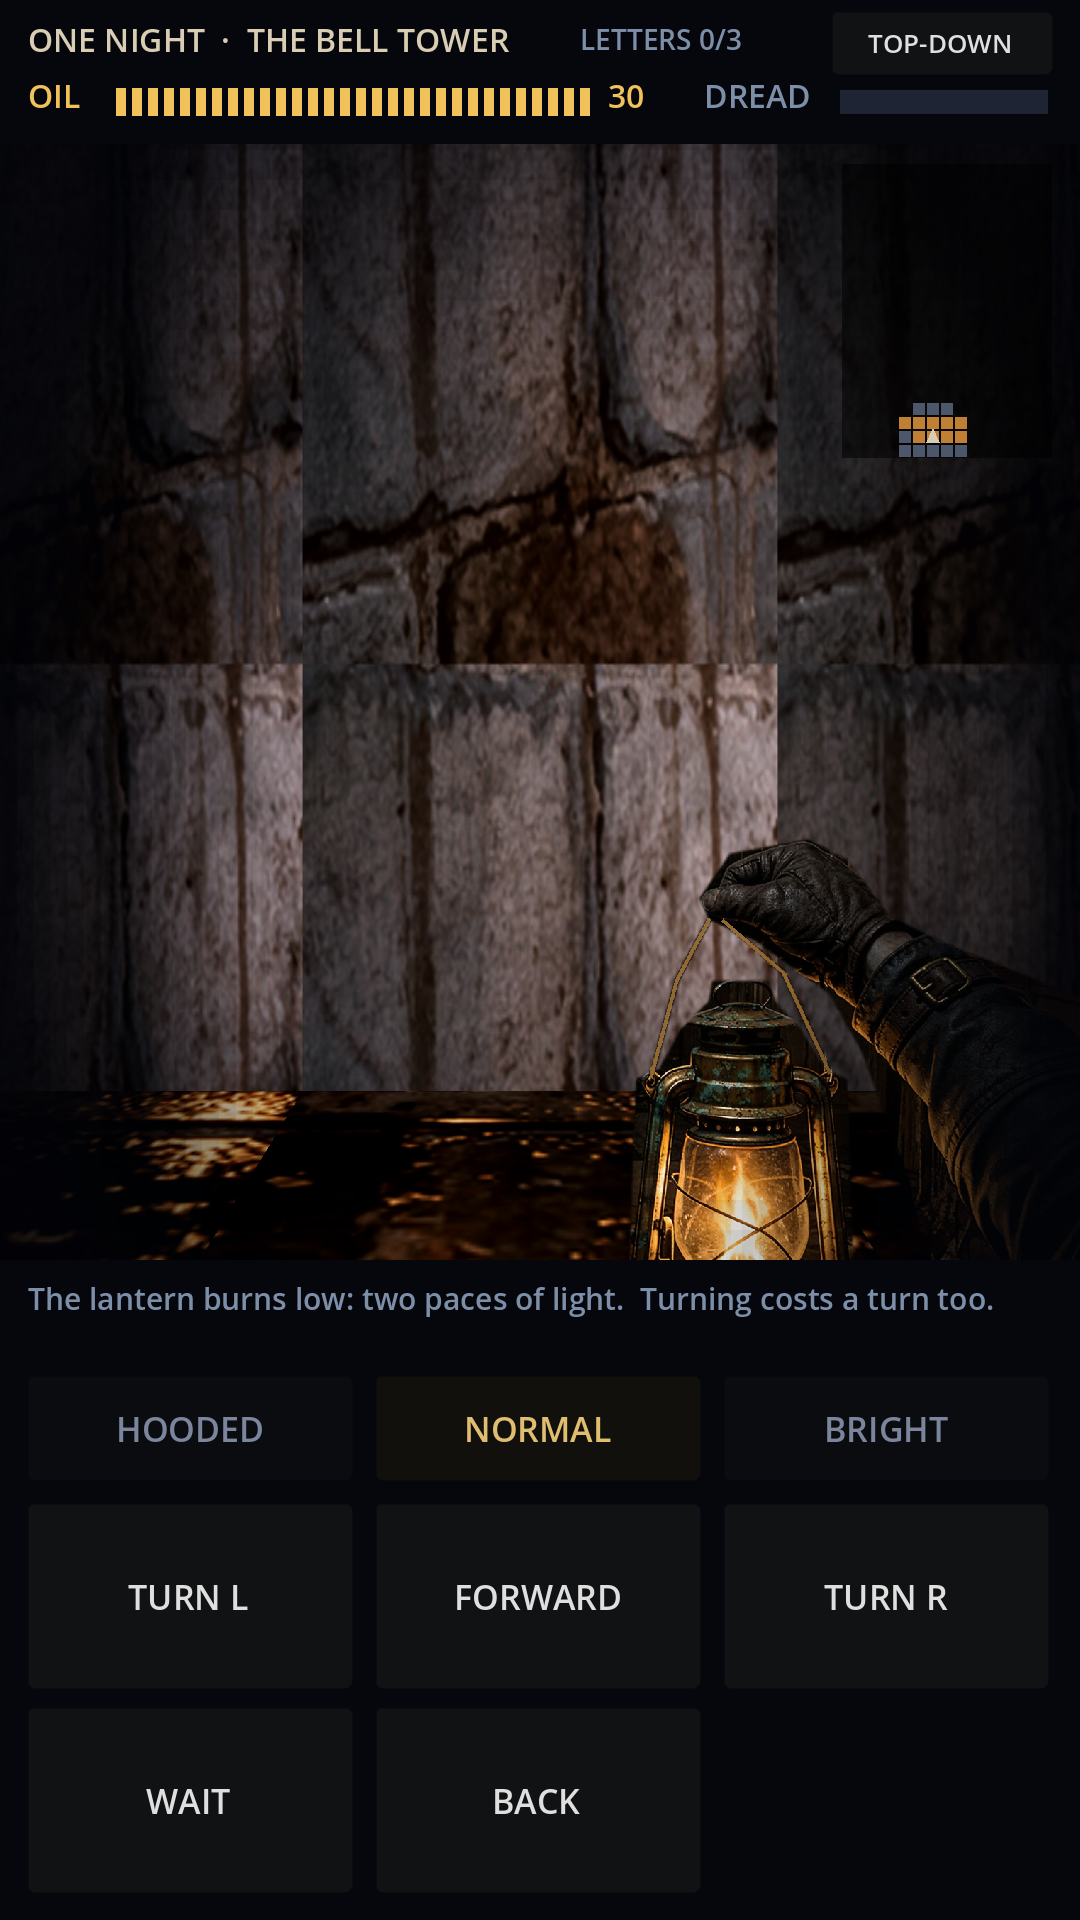 ONE NIGHT · THE BELL TOWER
LETTERS 0/3
TOP-DOWN
OIL
30
DREAD
The lantern burns low: two paces of light. Turning costs a turn too.
HOODED
NORMAL
BRIGHT
TURN L
FORWARD
TURN R
WAIT
BACK